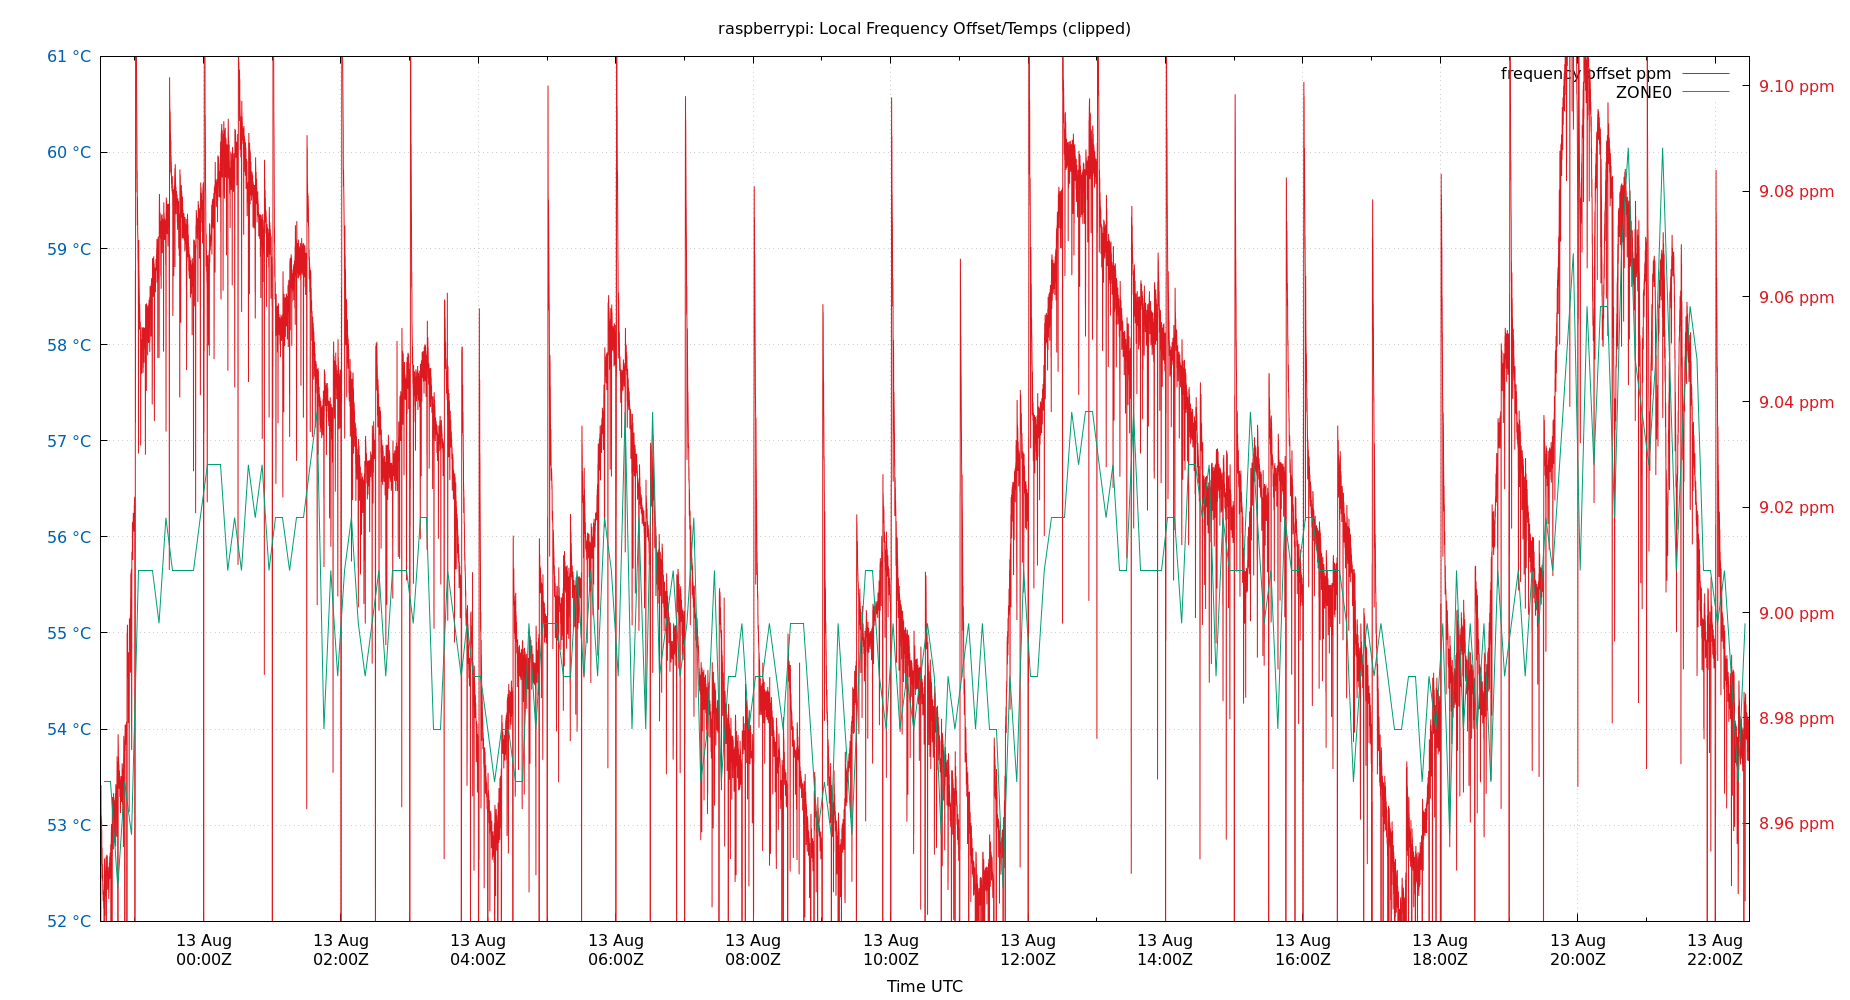 raspberrypi: Local Frequency Offset/Temps (clipped)
61 °C
60 °C
59 °C
58 °C
57 °C
56 °C
55 °C
54 °C
53 °C
52 °C
frequency offset ppm
ZONE0
9.10 ppm
9.08 ppm
9.06 ppm
9.04 ppm
9.02 ppm
9.00 ppm
8.98 ppm
8.96 ppm
13 Aug 13 Aug 13 Aug 13 Aug 13 Aug 13 Aug 13 Aug 13 Aug 13 Aug 13 Aug 13 Aug 13 Aug
00:00Z 02:00Z 04:00Z 06:00Z 08:00Z 10:00Z 12:00Z 14:00Z 16:00Z 18:00Z 20:00Z 22:00Z
Time UTC